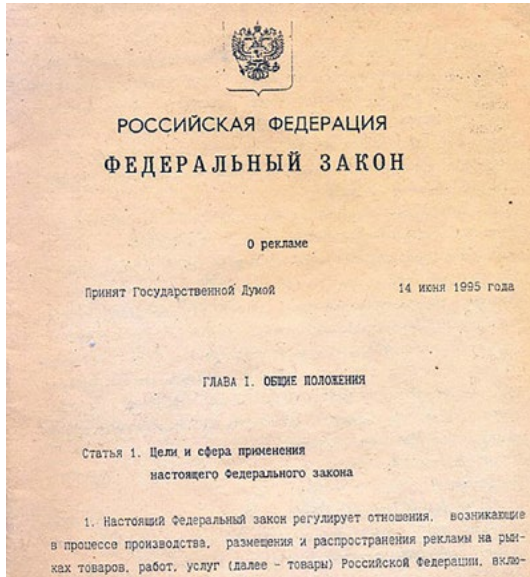 РОССИЙСКАЯ ФЕДЕРАЦИЯ
ФЕДЕРАЛЬНЫЙ ЗАКОН
О рекламе
Принят Государственной Думой 14 июня 1995 года
ГЛАВА I. ОБЩИЕ ПОЛОЖЕНИЯ
Статья 1. Цели и сфера применения
настоящего Федерального закона
1. Настоящий Федеральный закон регулирует отношения, возникающие
в процессе производства, размещения и распространения рекламы на рын-
ках товаров, работ, услуг (далее - товары) Российской Федерации, вклю-